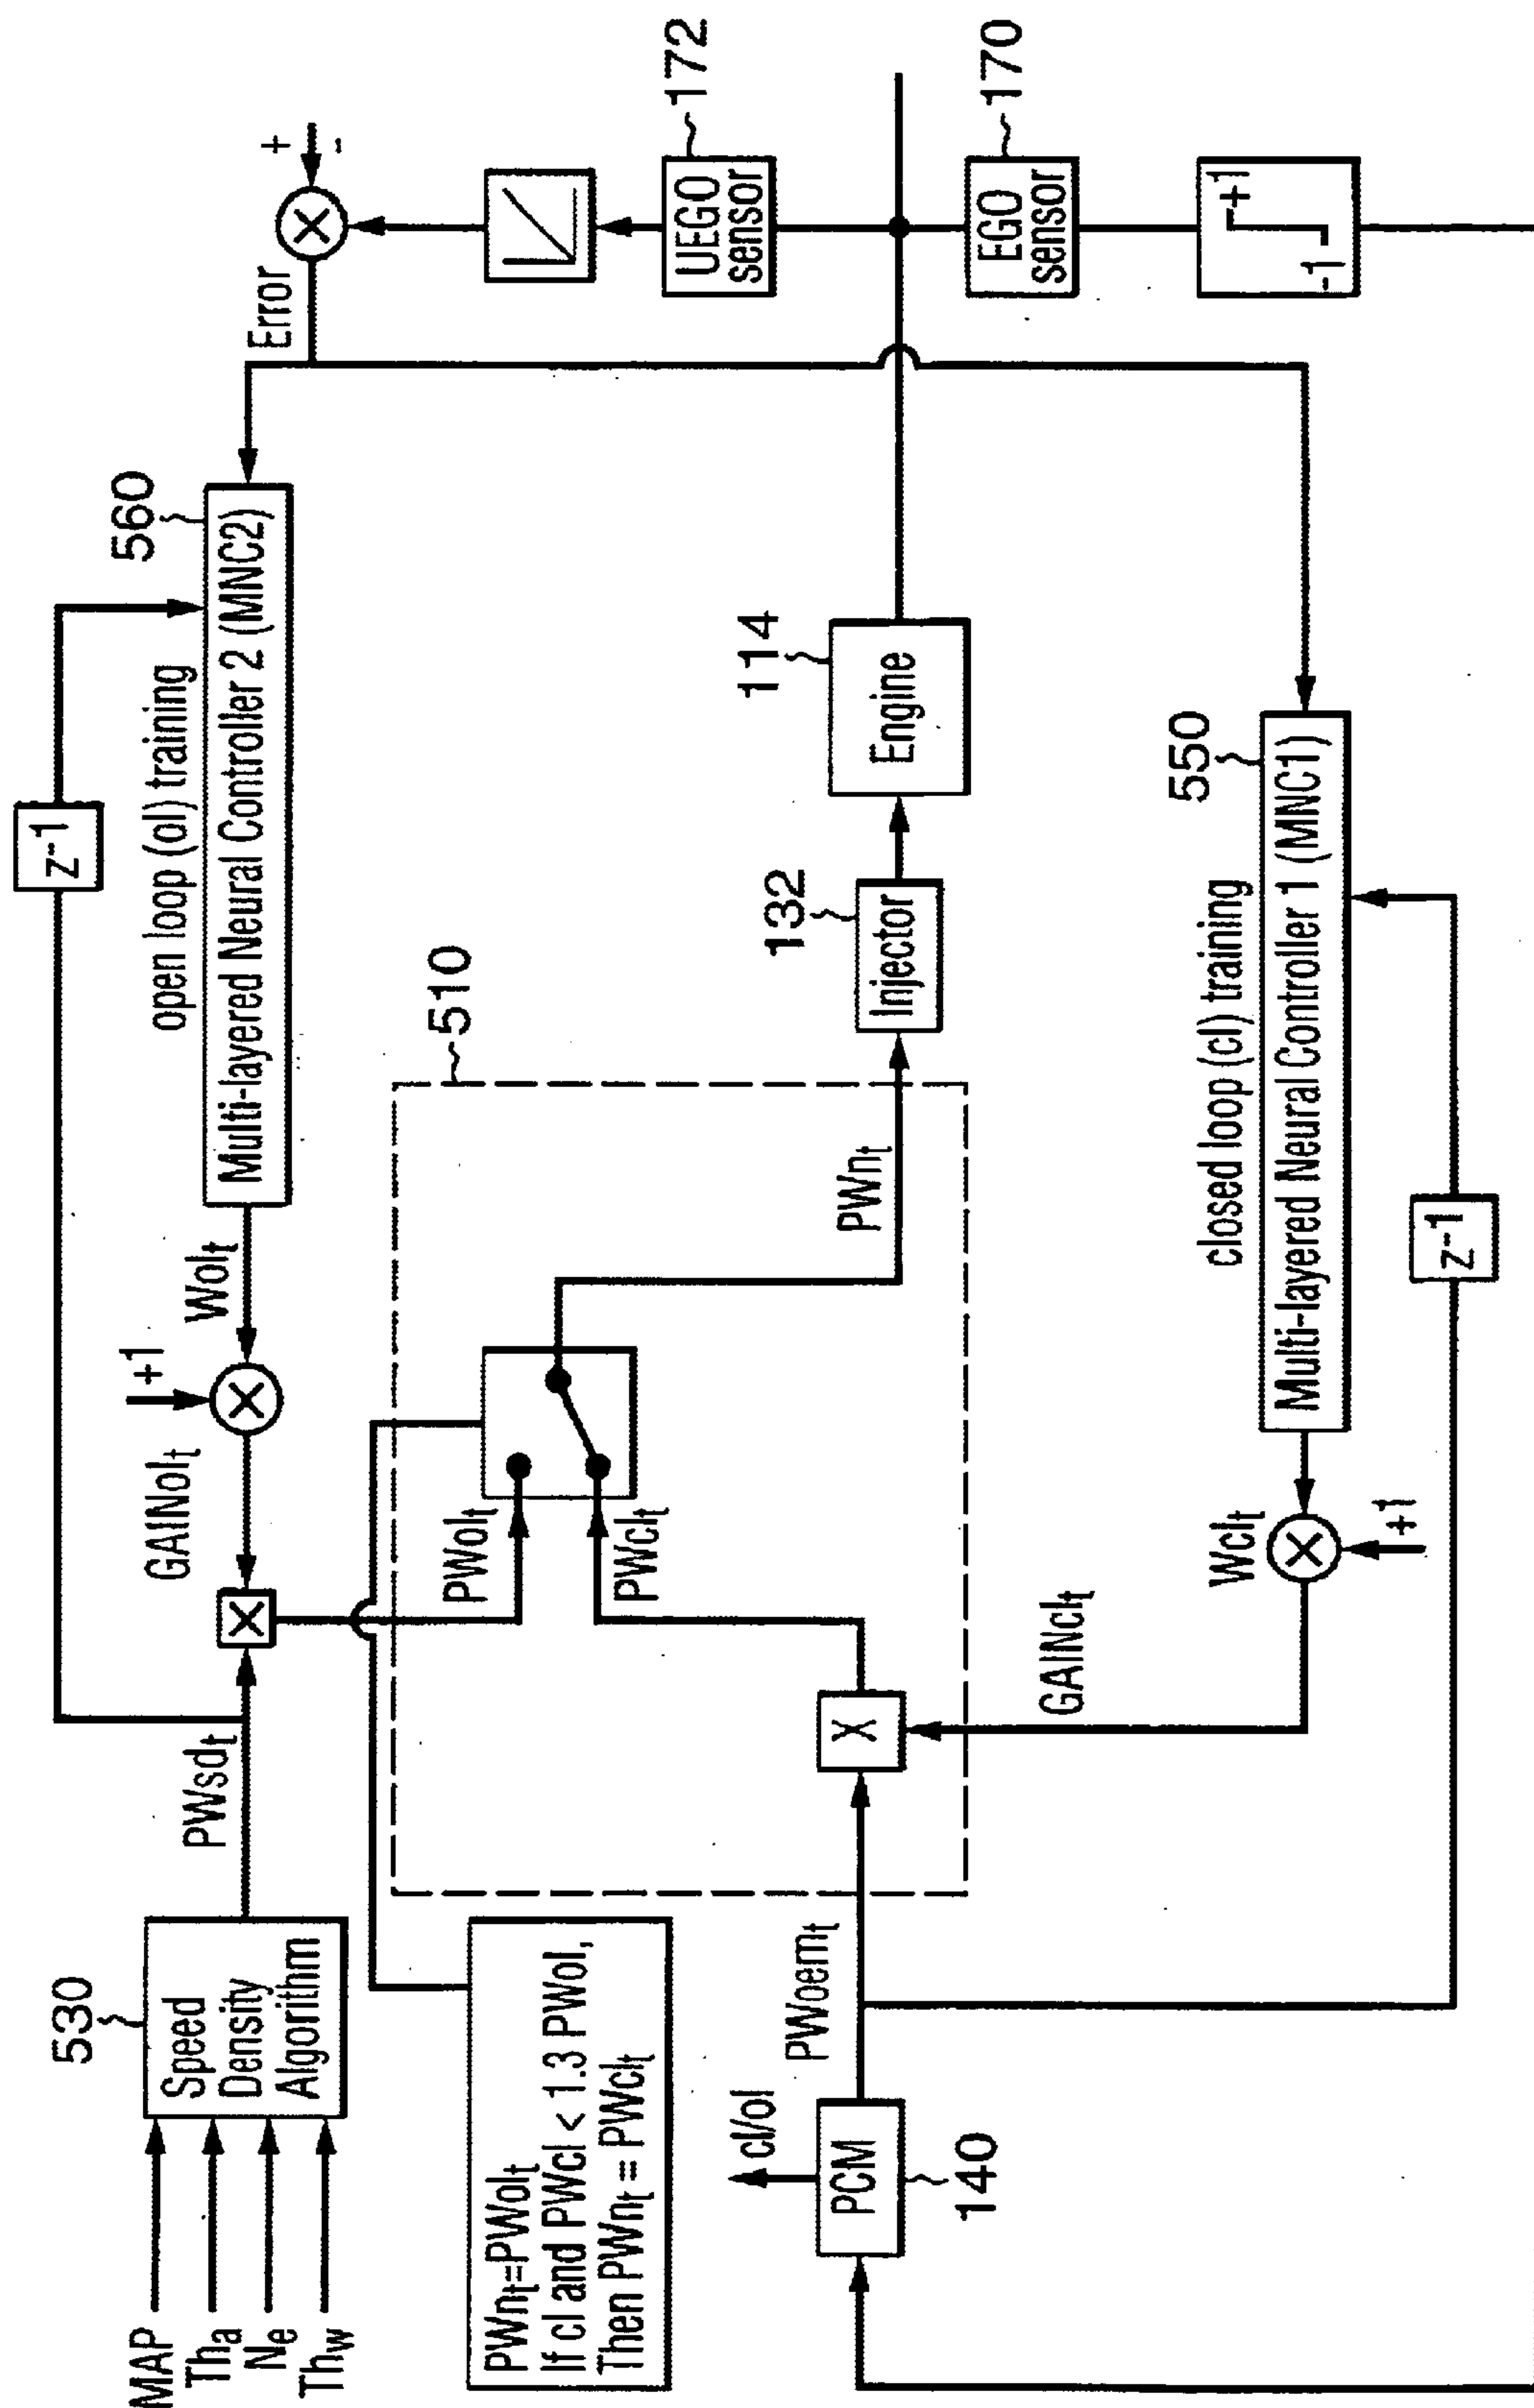 MAP
Tha
Ne
Thw
530
Speed
Density
Algorithm
PWsdt
z-1
GAINolt
+1
Wolt
560
open loop (ol) training
Multi-layered Neural Controller 2 (MNC2)
Error
+
-
PWnt=PWolt
If cl and PWcl < 1.3 PWol,
Then PWnt = PWclt
510
PWolt
PWclt
PWnt
X
cl/ol
PCM
140
PWoemt
132
Injector
114
Engine
UEGO
sensor
172
EGO
sensor
170
+1
-1
GAINclt
Wclt
+1
550
closed loop (cl) training
Multi-layered Neural Controller 1 (MNC1)
z-1